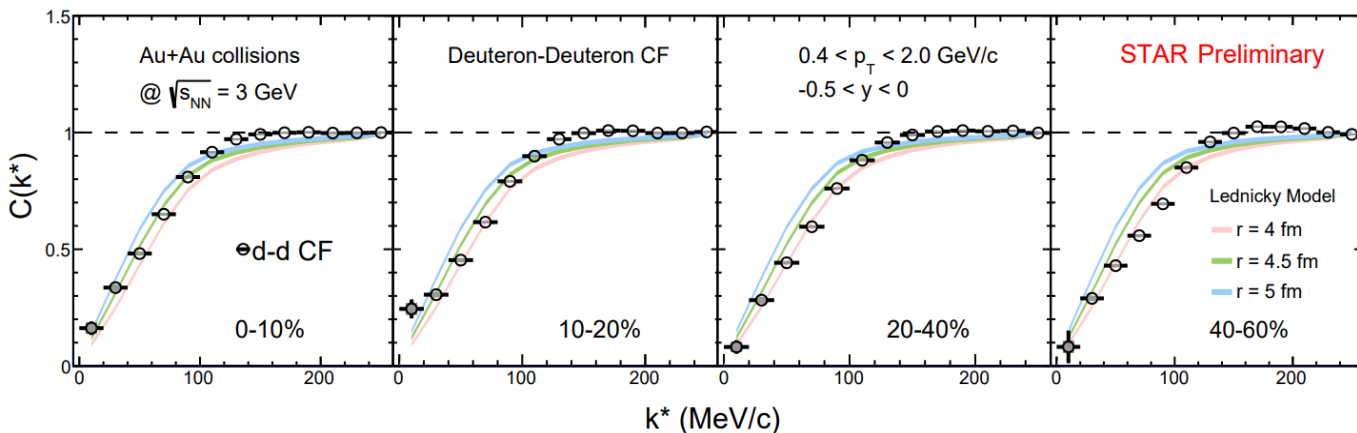 1.5
1
0.5
0
C(k*)
Au+Au collisions
@ √sNN = 3 GeV
d-d CF
0-10%
Deuteron-Deuteron CF
10-20%
0.4 < pT < 2.0 GeV/c
-0.5 < y < 0
20-40%
STAR Preliminary
Lednicky Model
r = 4 fm
r = 4.5 fm
r = 5 fm
40-60%
0 100 200 0 100 200 0 100 200 0 100 200
k* (MeV/c)